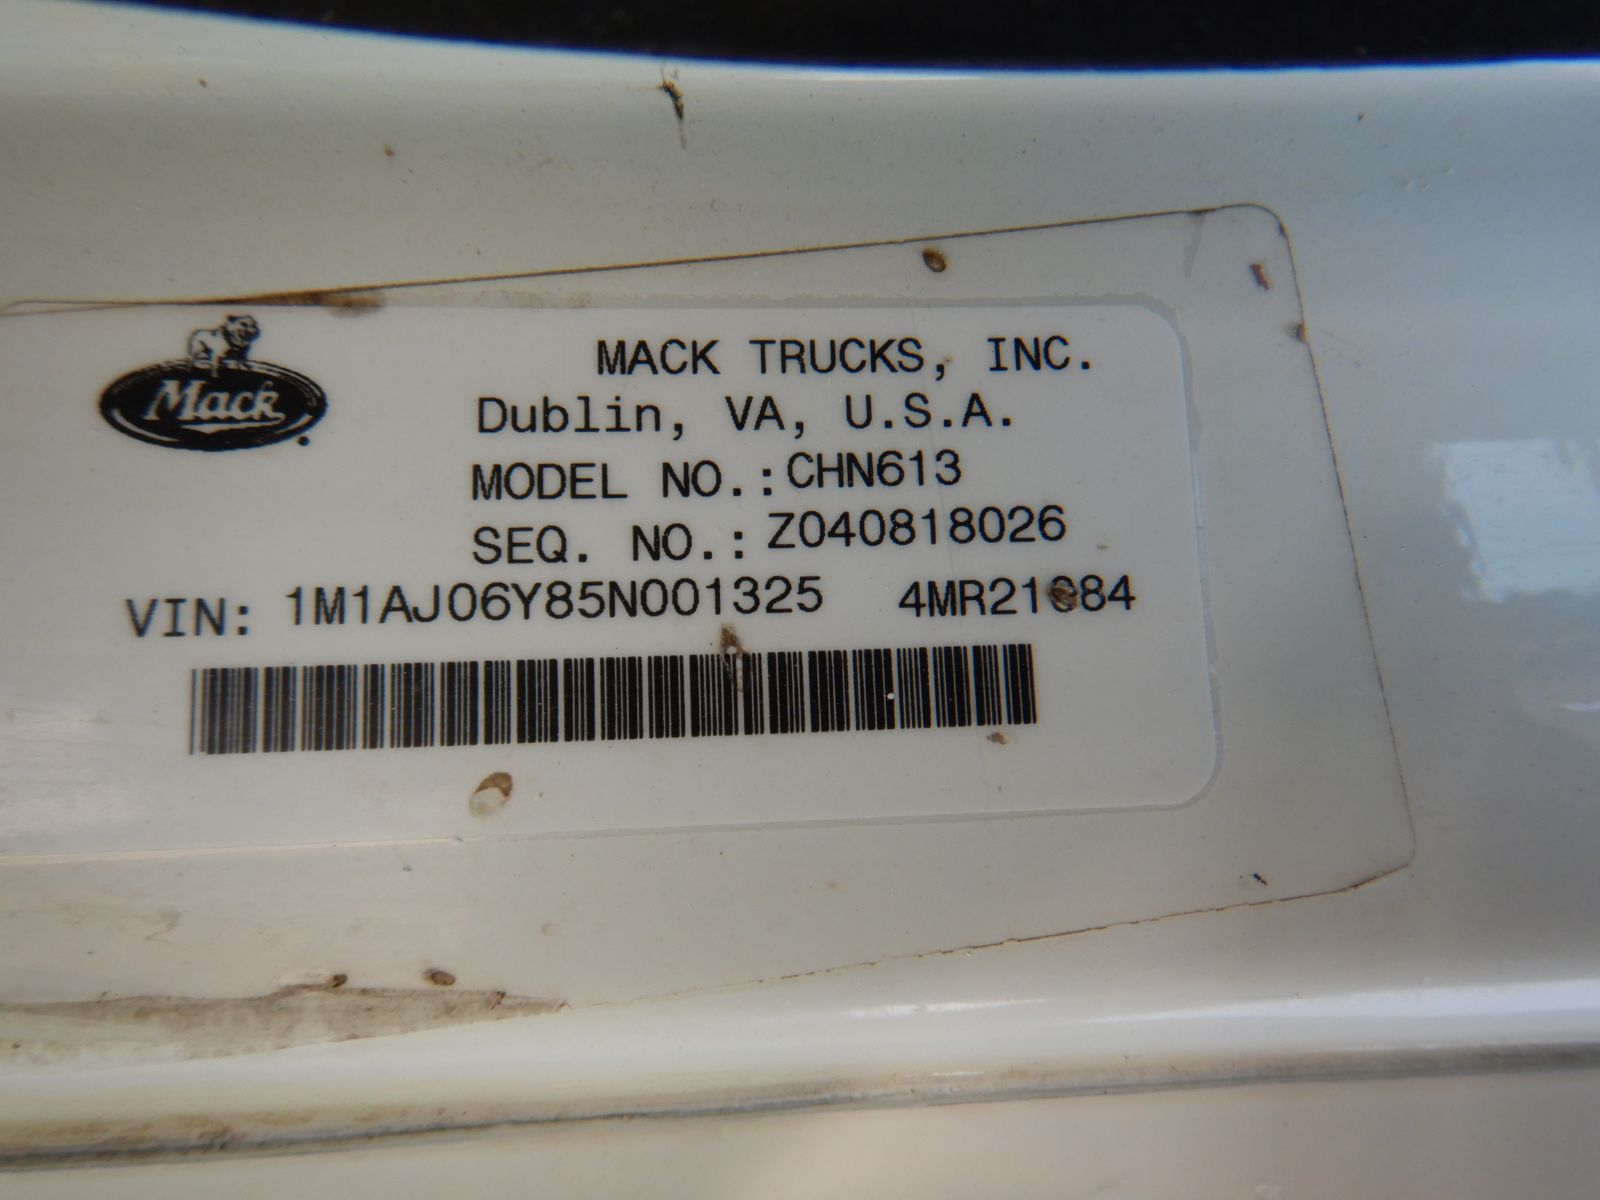 Mack
MACK TRUCKS, INC.
Dublin, VA, U.S.A.
MODEL NO.: CHN613
SEQ. NO.: Z040818026
VIN: 1M1AJ06Y85N001325